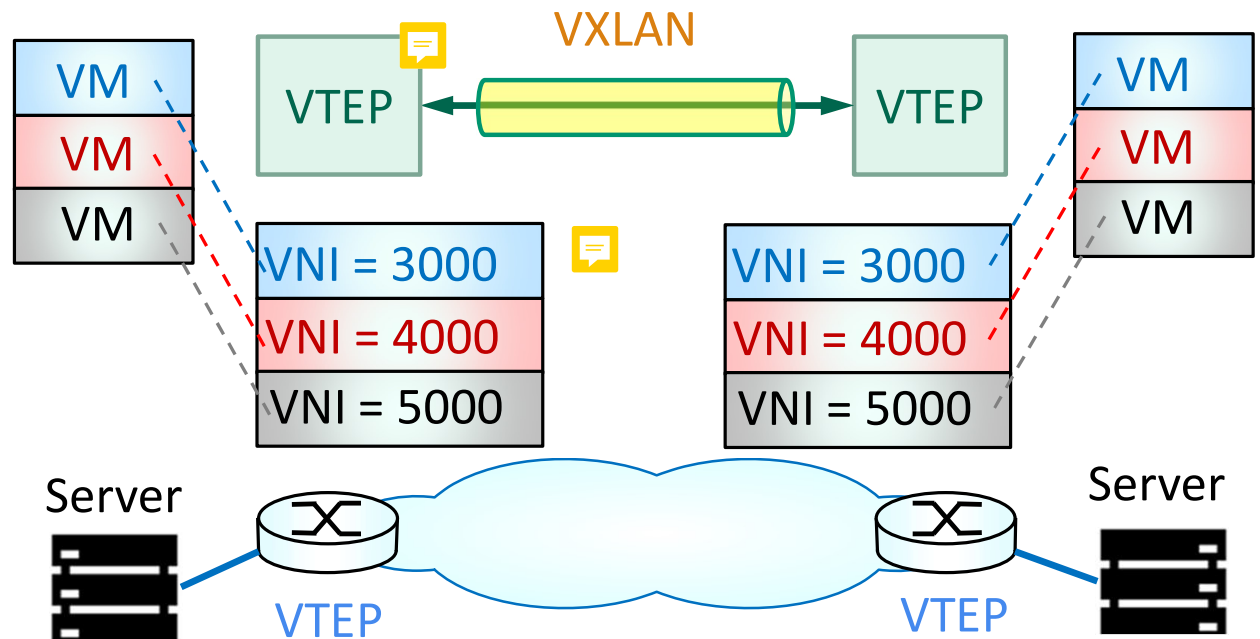 VXLAN
VM
VM
VM
VTEP
VTEP
VM
VM
VM
VNI = 3000
VNI = 4000
VNI = 5000
VNI = 3000
VNI = 4000
VNI = 5000
Server
Server
VTEP
VTEP